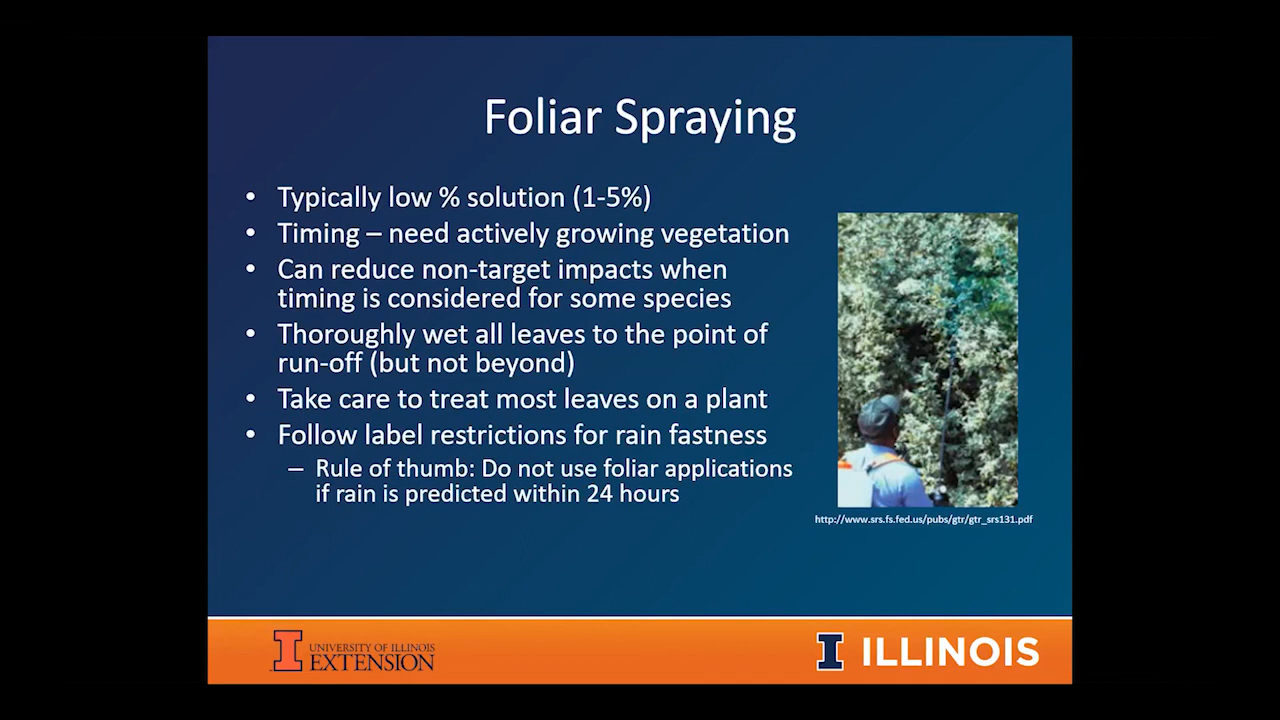 Foliar Spraying
• Typically low % solution (1-5%)
• Timing – need actively growing vegetation
• Can reduce non-target impacts when
timing is considered for some species
• Thoroughly wet all leaves to the point of
run-off (but not beyond)
• Take care to treat most leaves on a plant
• Follow label restrictions for rain fastness
– Rule of thumb: Do not use foliar applications
if rain is predicted within 24 hours
http://www.srs.fs.fed.us/pubs/gtr/gtr_srs131.pdf
I UNIVERSITY OF ILLINOIS
EXTENSION
I ILLINOIS